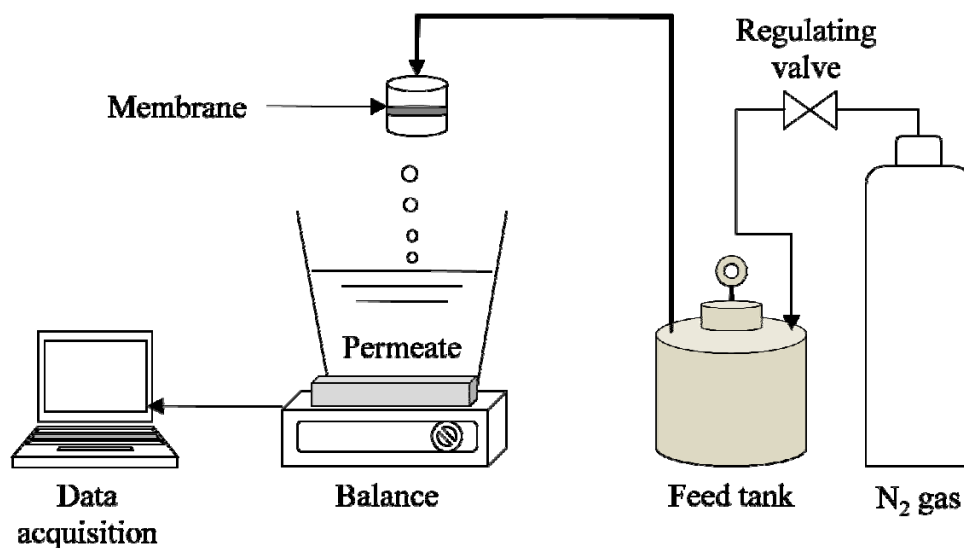 Regulating
valve
Membrane
Permeate
Data
acquisition
Balance
Feed tank
N₂ gas